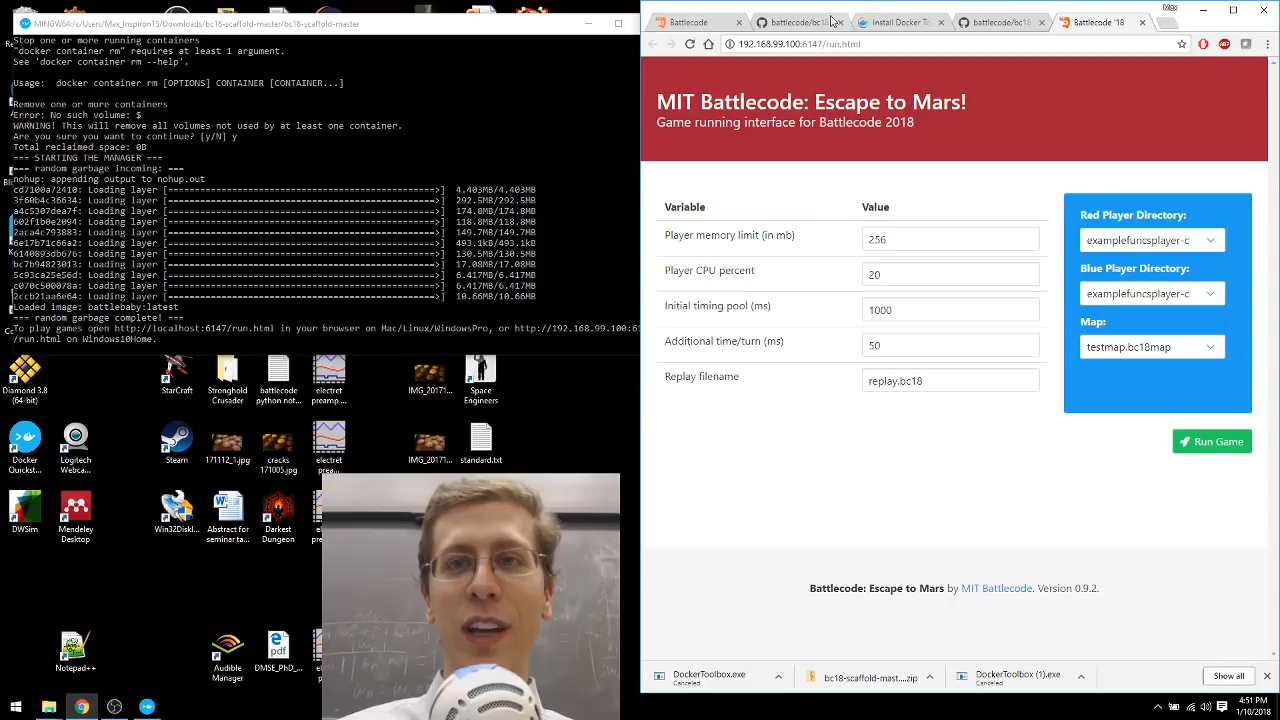 MINGW64:/c/Users/Max_Inspiron15/Downloads/bc18-scaffold-master/bc18-scaffold-master
Stop one or more running containers
"docker container rm" requires at least 1 argument.
See 'docker container rm --help'.
Usage:  docker container rm [OPTIONS] CONTAINER [CONTAINER...]
Remove one or more containers
Error: No such volume: $
WARNING! This will remove all volumes not used by at least one container.
Are you sure you want to continue? [y/N] y
Total reclaimed space: 0B
=== STARTING THE MANAGER ===
=== random garbage incoming: ===
nohup: appending output to nohup.out
cd7100a72410: Loading layer [==================================================>]  4.403MB/4.403MB
3f60b4c36634: Loading layer [==================================================>]  292.5MB/292.5MB
a4c5307dea7f: Loading layer [==================================================>]  174.8MB/174.8MB
602f1b0e2094: Loading layer [==================================================>]  118.8MB/118.8MB
2aca4c793883: Loading layer [==================================================>]  149.7MB/149.7MB
6e17b71c66a2: Loading layer [==================================================>]  493.1kB/493.1kB
6140893db676: Loading layer [==================================================>]  130.5MB/130.5MB
bc7b94823013: Loading layer [==================================================>]  17.08MB/17.08MB
5c93ca25e56d: Loading layer [==================================================>]  6.417MB/6.417MB
c070c500078a: Loading layer [==================================================>]  6.417MB/6.417MB
2ccb21aa6e64: Loading layer [==================================================>]  10.66MB/10.66MB
Loaded image: battlebaby:latest
=== random garbage complete! ===
To play games open http://localhost:6147/run.html in your browser on Mac/Linux/WindowsPro, or http://192.168.99.100:6
/run.html on Windows10Home.
Diamond 3.8 (64-bit)
StarCraft
Stronghold Crusader
battlecode python not...
electret preamp ...
IMG_20171...
Space Engineers
Docker Quickst...
Logitech Webca...
Steam
171112_1.jpg
cracks 171005.jpg
electret prea...
IMG_20171...
standard.txt
DWSim
Mendeley Desktop
Win32DiskI...
Abstract for seminar ta...
Darkest Dungeon
Notepad++
Audible Manager
DMSE_PhD_...
Max
Battlecode
battlecode/bc18
Install Docker To
battlecode/bc18
Battlecode '18
192.168.99.100:6147/run.html
MIT Battlecode: Escape to Mars!
Game running interface for Battlecode 2018
Variable Value
Player memory limit (in mb) 256
Player CPU percent 20
Initial timing pool (ms) 1000
Additional time/turn (ms) 50
Replay filename replay.bc18
Red Player Directory:
examplefuncsplayer-c
Blue Player Directory:
examplefuncsplayer-c
Map:
testmap.bc18map
Run Game
Battlecode: Escape to Mars by MIT Battlecode. Version 0.9.2.
DockerToolbox.exe
Canceled
bc18-scaffold-mast....zip
DockerToolbox (1).exe
Canceled
Show all
4:51 PM
1/10/2018